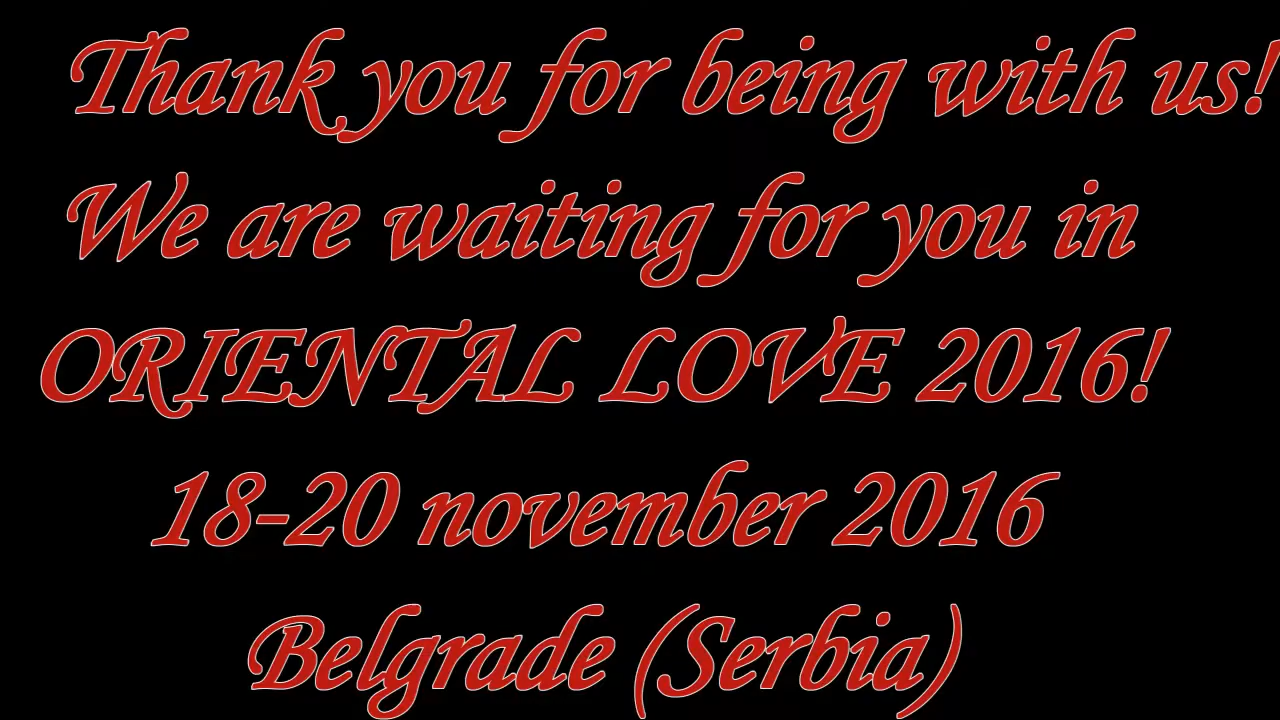 Thank you for being with us!
We are waiting for you in
ORIENTAL LOVE 2016!
18-20 november 2016
Belgrade (Serbia)